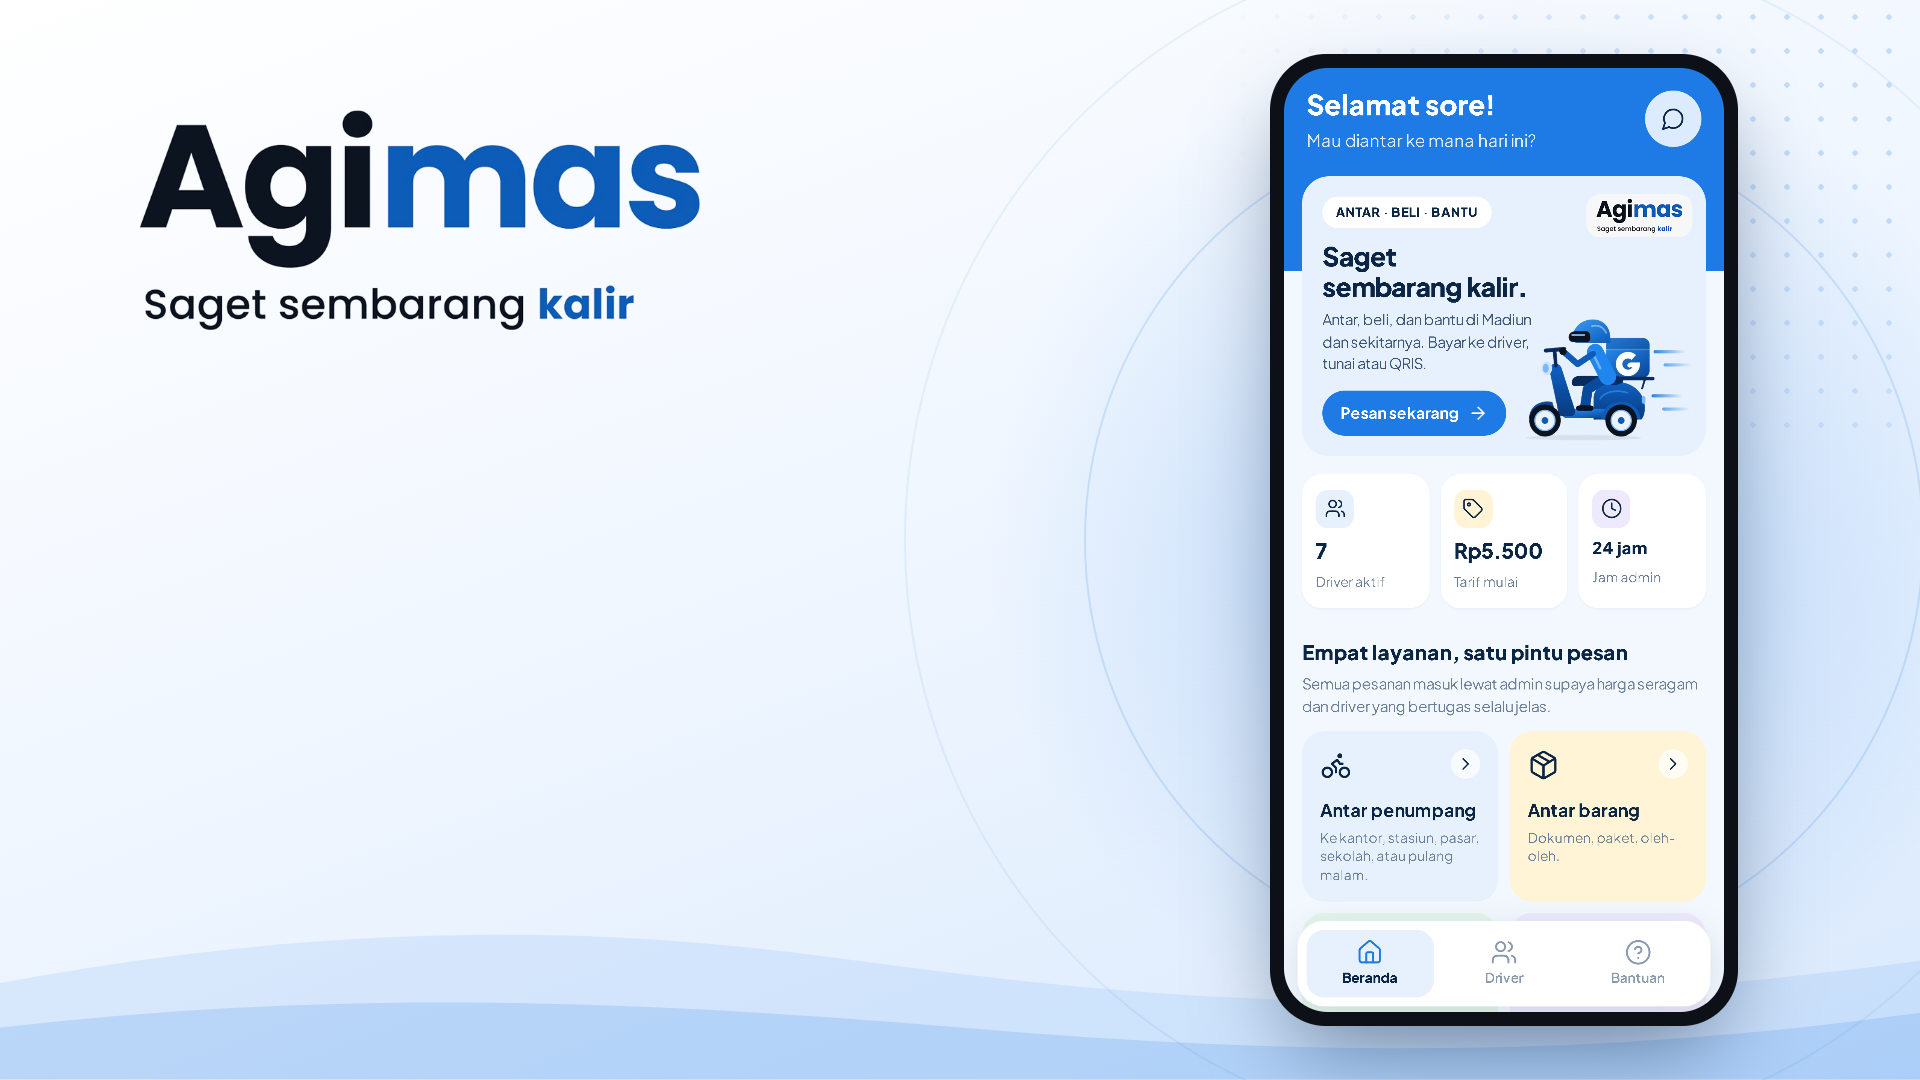 Agimas
Saget sembarang kalir
Selamat sore!
Mau diantar ke mana hari ini?
ANTAR · BELI · BANTU
Agimas
Saget sembarang kalir
Saget
sembarang kalir.
Antar, beli, dan bantu di Madiun
dan sekitarnya. Bayar ke driver,
tunai atau QRIS.
G
Pesan sekarang
7
Driver aktif
Rp5.500
Tarif mulai
24 jam
Jam admin
Empat layanan, satu pintu pesan
Semua pesanan masuk lewat admin supaya harga seragam
dan driver yang bertugas selalu jelas.
Antar penumpang
Ke kantor, stasiun, pasar,
sekolah, atau pulang
malam.
Antar barang
Dokumen, paket, oleh-
oleh.
Beranda
Driver
Bantuan